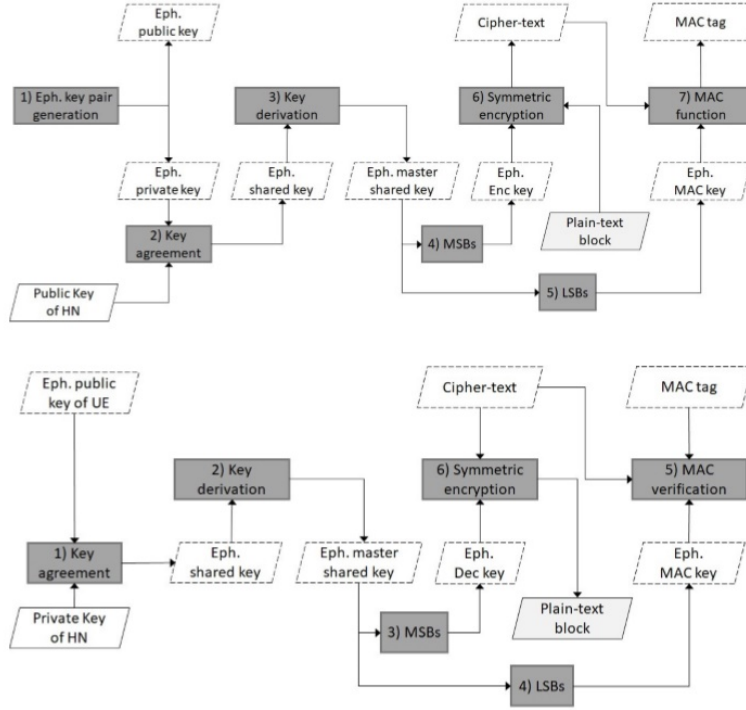 Eph.
public key
Cipher-text
MAC tag
1) Eph. key pair
generation
3) Key
derivation
6) Symmetric
encryption
7) MAC
function
Eph.
private key
Eph.
shared key
Eph. master
shared key
Eph.
Enc key
Eph.
MAC key
2) Key
agreement
4) MSBs
Plain-text
block
Public Key
of HN
5) LSBs
Eph. public
key of UE
Cipher-text
MAC tag
2) Key
derivation
6) Symmetric
encryption
5) MAC
verification
1) Key
agreement
Eph.
shared key
Eph. master
shared key
Eph.
Dec key
Eph.
MAC key
Private Key
of HN
3) MSBs
Plain-text
block
4) LSBs